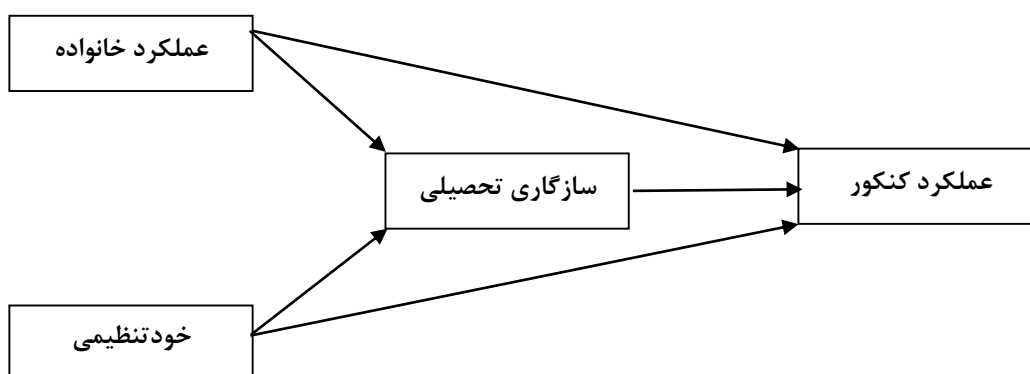 عملکرد خانواده
سازگاری تحصیلی
عملکرد کنکور
خودتنظیمی